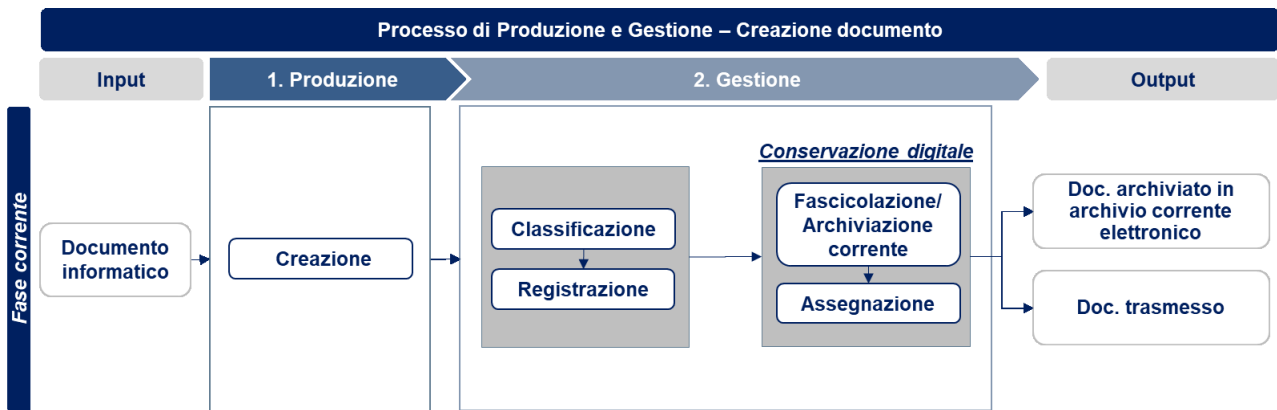 Processo di Produzione e Gestione – Creazione documento
Input
1. Produzione
2. Gestione
Output
Fase corrente
Documento
informatico
Creazione
Classificazione
Registrazione
Conservazione digitale
Fascicolazione/
Archiviazione
corrente
Assegnazione
Doc. archiviato in
archivio corrente
elettronico
Doc. trasmesso